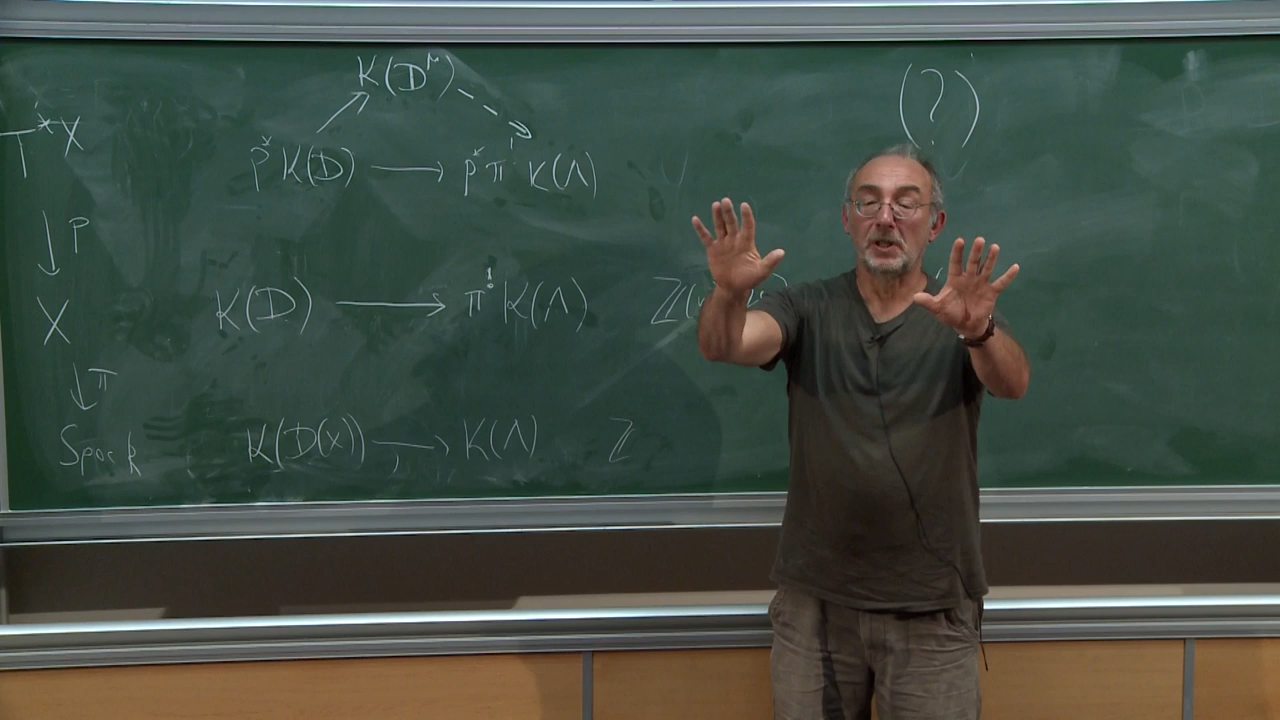 K(D^μ)
(?)
T*X
p*K(D) → p*π^!K(Λ)
↓ p
X
K(D) → π^!K(Λ)
↓ π
Spec k
K(D(X)) → K(Λ)
ℤ